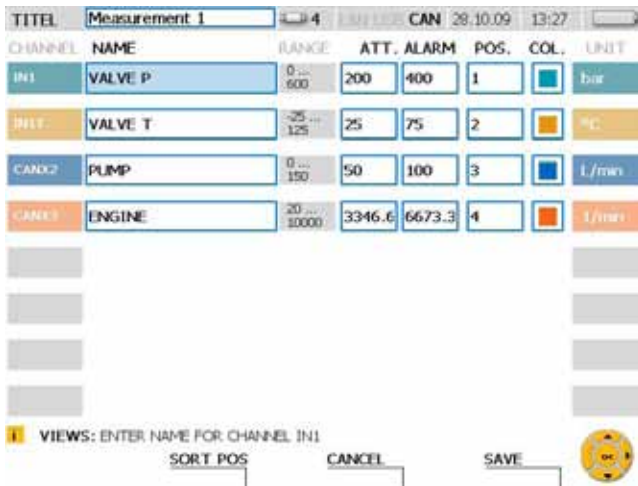 TITEL Measurement 1 4 LAN USB CAN 28.10.09 13:27
CHANNEL NAME RANGE ATT. ALARM POS. COL. UNIT
IN1 VALVE P 0 ... 600 200 400 1 bar
IN1T VALVE T -25 ... 125 25 75 2 °C
CANX2 PUMP 0 ... 150 50 100 3 L/min
CANX3 ENGINE 20 ... 10000 3346.6 6673.3 4 1/min
i VIEWS: ENTER NAME FOR CHANNEL IN1
SORT POS CANCEL SAVE OK